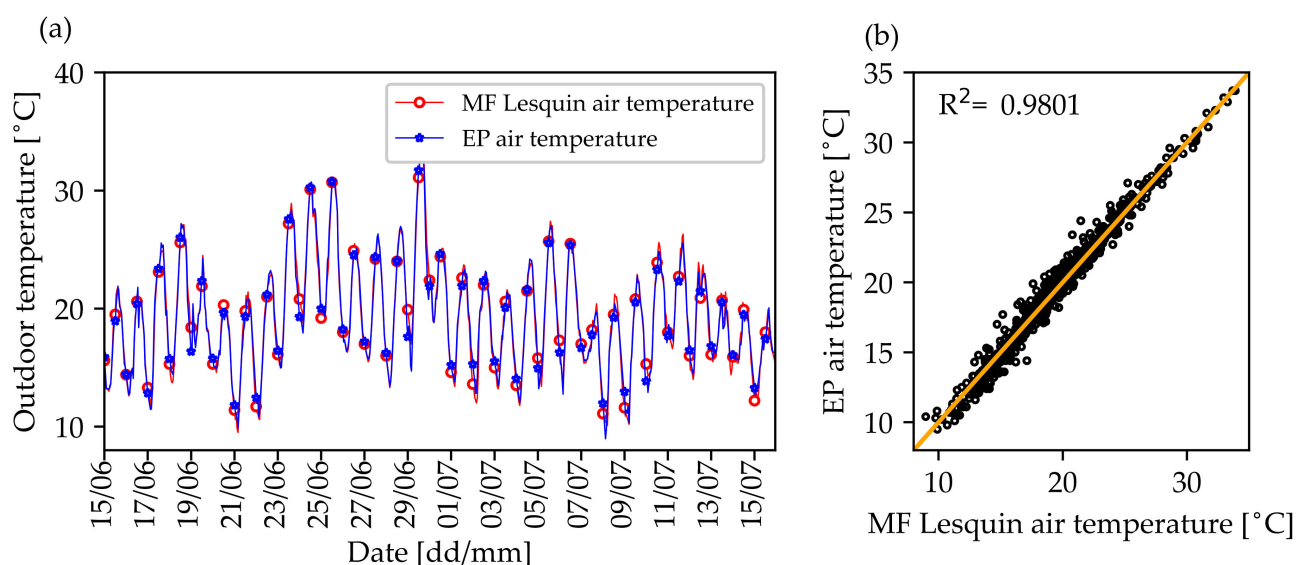 (a)
Outdoor temperature [°C]
40
30
20
10
MF Lesquin air temperature
EP air temperature
15/06
17/06
19/06
21/06
23/06
25/06
27/06
29/06
01/07
03/07
05/07
07/07
09/07
11/07
13/07
15/07
Date [dd/mm]
(b)
EP air temperature [°C]
35
30
25
20
15
10
R²= 0.9801
10 20 30
MF Lesquin air temperature [°C]